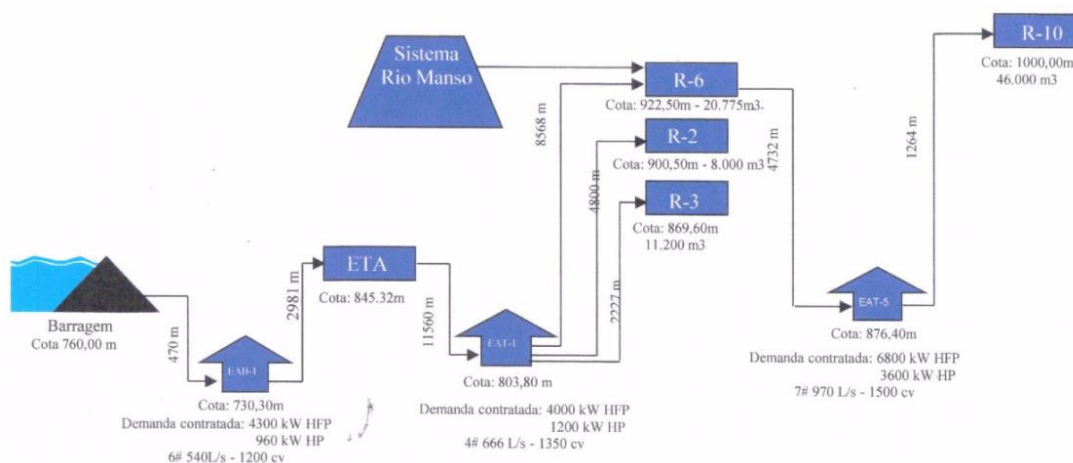 R-10
Cota: 1000,00m
46.000 m3
Sistema
Rio Manso
R-6
Cota: 922,50m - 20.775m3
8568 m
R-2
Cota: 900,50m - 8.000 m3
4800 m
4732 m
1264 m
R-3
Cota: 869,60m
11.200 m3
2227 m
ETA
Cota: 845.32m
2981 m
11560 m
Barragem
Cota 760,00 m
470 m
EAB-1
Cota: 730,30m
Demanda contratada: 4300 kW HFP
960 kW HP
6# 540L/s - 1200 cv
EAT-1
Cota: 803,80 m
Demanda contratada: 4000 kW HFP
1200 kW HP
4# 666 L/s - 1350 cv
EAT-5
Cota: 876,40m
Demanda contratada: 6800 kW HFP
3600 kW HP
7# 970 L/s - 1500 cv